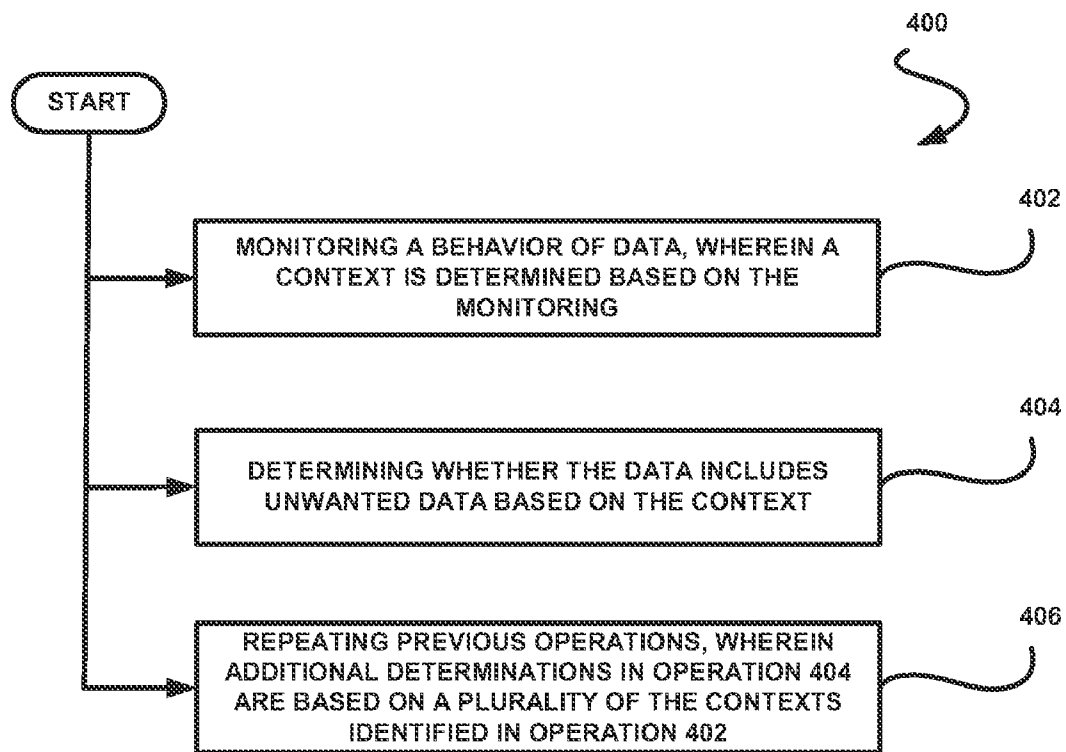 400
START
402
MONITORING A BEHAVIOR OF DATA, WHEREIN A
CONTEXT IS DETERMINED BASED ON THE
MONITORING
404
DETERMINING WHETHER THE DATA INCLUDES
UNWANTED DATA BASED ON THE CONTEXT
406
REPEATING PREVIOUS OPERATIONS, WHEREIN
ADDITIONAL DETERMINATIONS IN OPERATION 404
ARE BASED ON A PLURALITY OF THE CONTEXTS
IDENTIFIED IN OPERATION 402